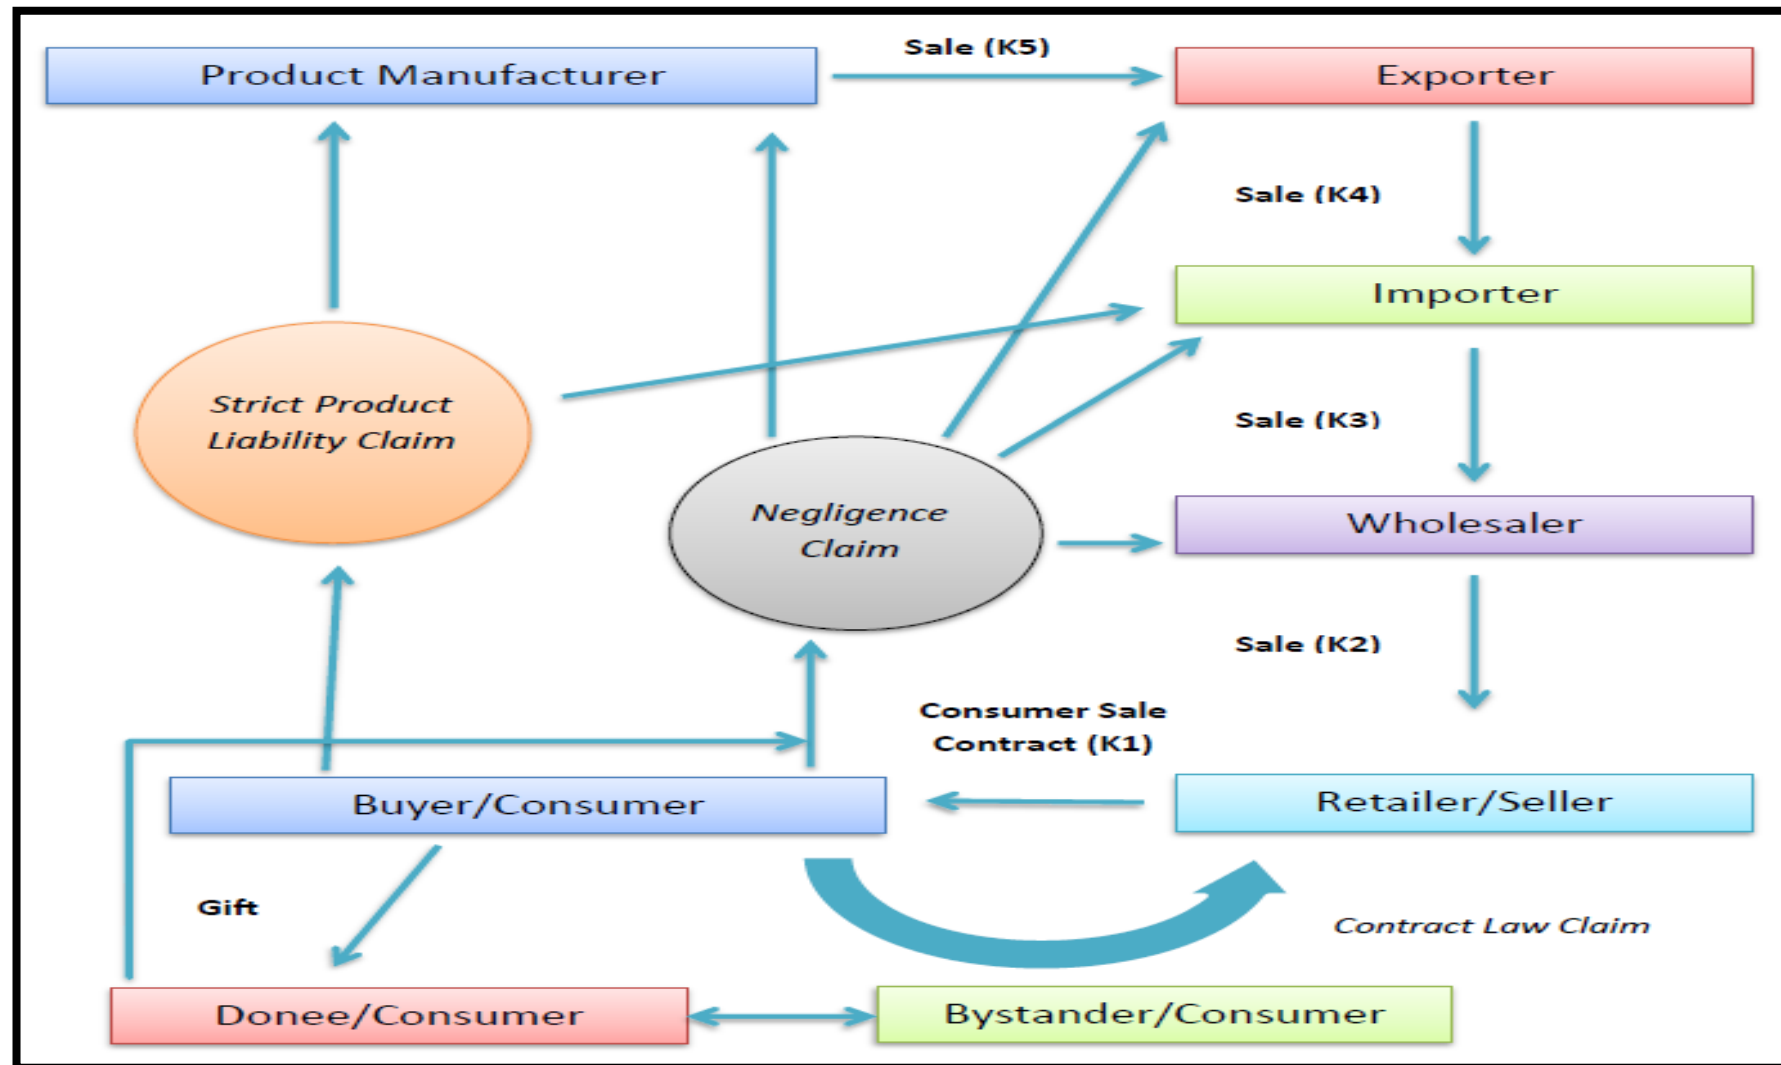 Sale (K5)
Product Manufacturer
Exporter
Sale (K4)
Importer
Strict Product
Liability Claim
Sale (K3)
Negligence
Claim
Wholesaler
Sale (K2)
Consumer Sale
Contract (K1)
Buyer/Consumer
Retailer/Seller
Gift
Contract Law Claim
Donee/Consumer
Bystander/Consumer